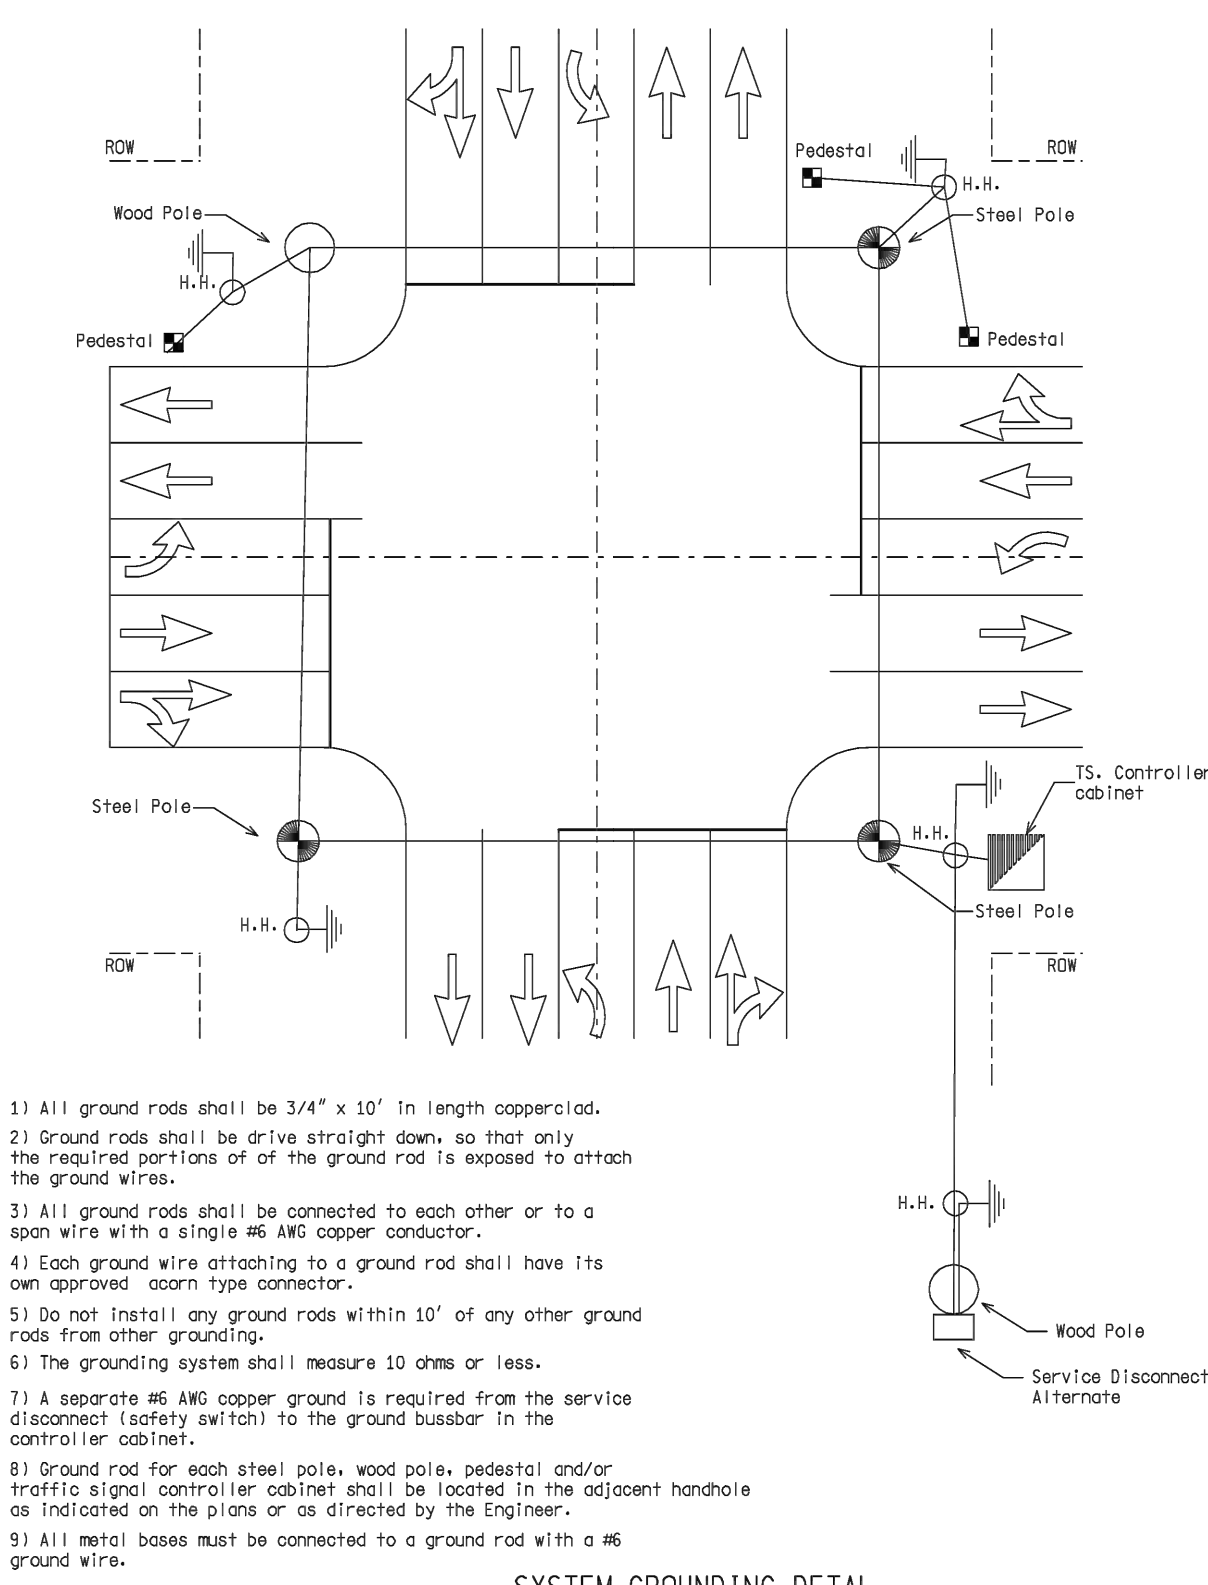 ROW
ROW
Pedestal
H.H.
Wood Pole
Steel Pole
H.H.
Pedestal
Pedestal
TS. Controller
cabinet
Steel Pole
H.H.
Steel Pole
H.H.
ROW
ROW
1) All ground rods shall be 3/4" x 10' in length copperclad.
2) Ground rods shall be drive straight down, so that only
the required portions of of the ground rod is exposed to attach
the ground wires.
3) All ground rods shall be connected to each other or to a
span wire with a single #6 AWG copper conductor.
4) Each ground wire attaching to a ground rod shall have its
own approved acorn type connector.
5) Do not install any ground rods within 10' of any other ground
rods from other grounding.
6) The grounding system shall measure 10 ohms or less.
7) A separate #6 AWG copper ground is required from the service
disconnect (safety switch) to the ground bussbar in the
controller cabinet.
8) Ground rod for each steel pole, wood pole, pedestal and/or
traffic signal controller cabinet shall be located in the adjacent handhole
as indicated on the plans or as directed by the Engineer.
9) All metal bases must be connected to a ground rod with a #6
ground wire.
H.H.
Wood Pole
Service Disconnect
Alternate
SYSTEM GROUNDING DETAL